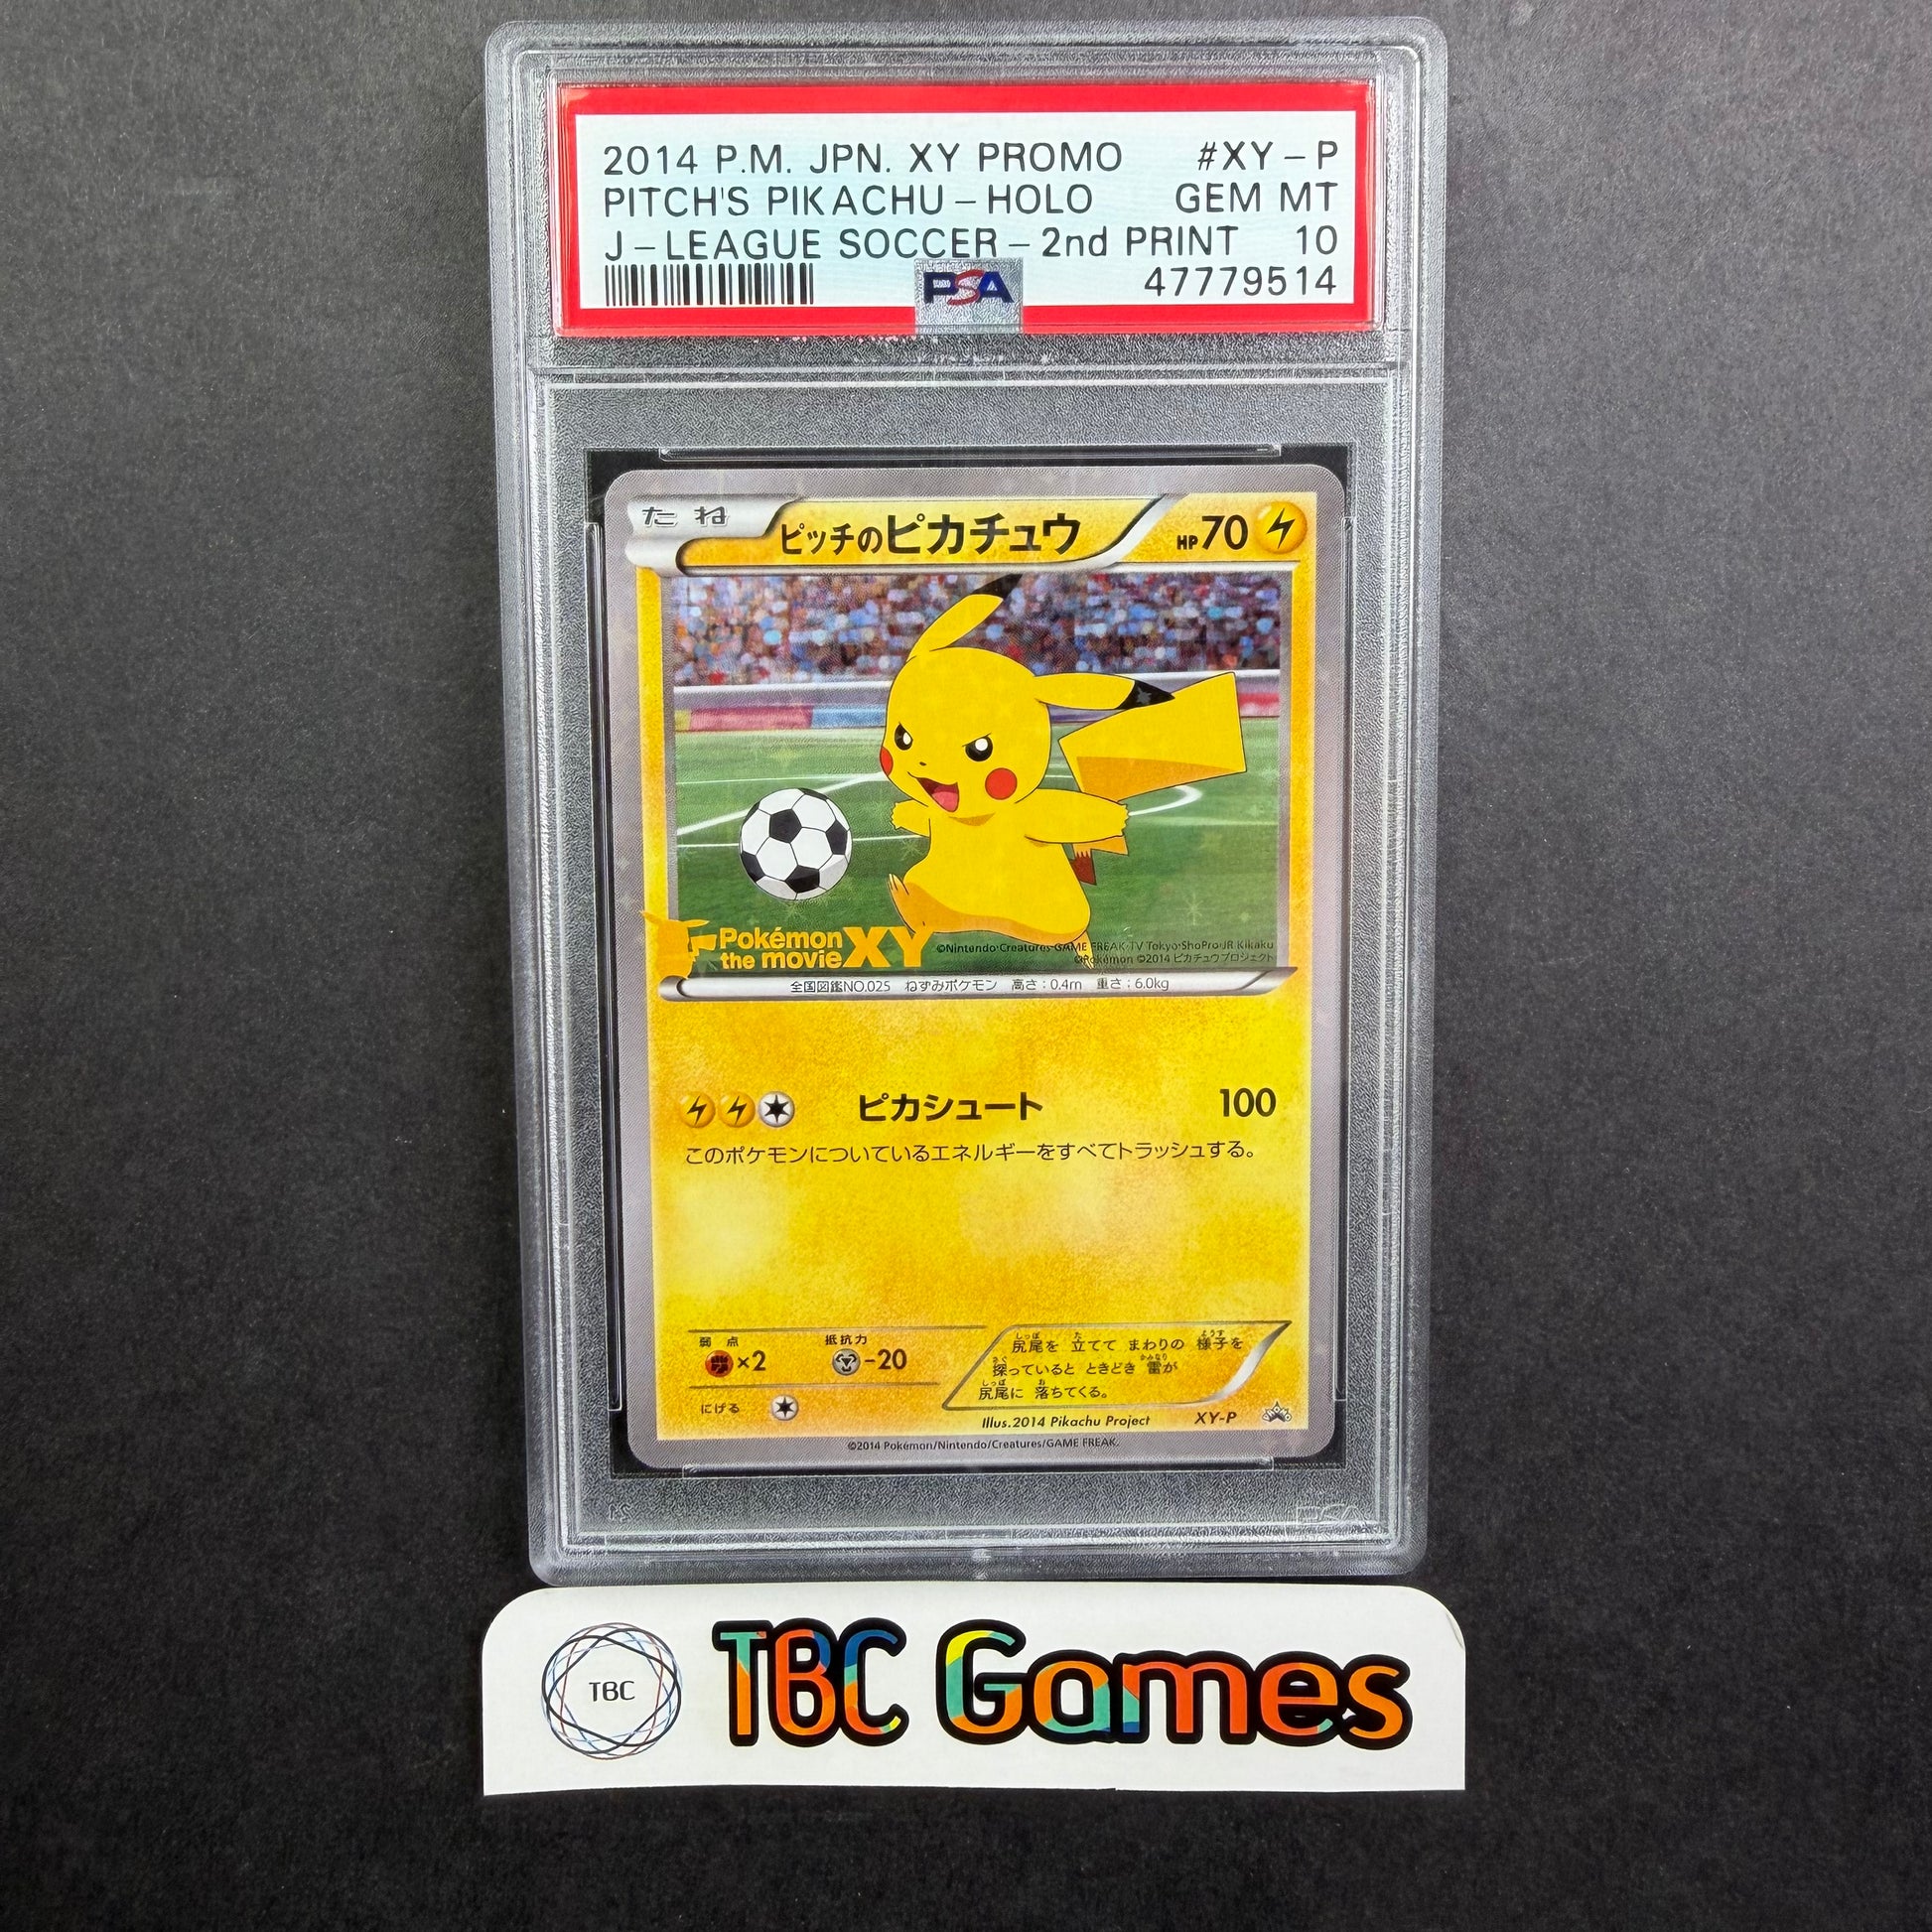 2014 P.M. JPN. XY PROMO #XY-P
PITCH'S PIKACHU-HOLO GEM MT
J-LEAGUE SOCCER-2nd PRINT 10
PSA 47779514
たね ピッチのピカチュウ HP70
Pokémon
the movie XY
©Nintendo・Creatures・GAME FREAK・TV Tokyo・ShoPro・JR Kikaku
©Pokémon ©2014 ピカチュウプロジェクト
全国図鑑NO.025 ねずみポケモン 高さ:0.4m 重さ:6.0kg
ピカシュート 100
このポケモンについているエネルギーをすべてトラッシュする。
弱点 抵抗力
×2 -20
にげる
尻尾を 立てて まわりの 様子を
探っていると ときどき 雷が
尻尾に 落ちてくる。
Illus.2014 Pikachu Project XY-P
©2014 Pokémon/Nintendo/Creatures/GAME FREAK.
PSA
TBC TBC Games